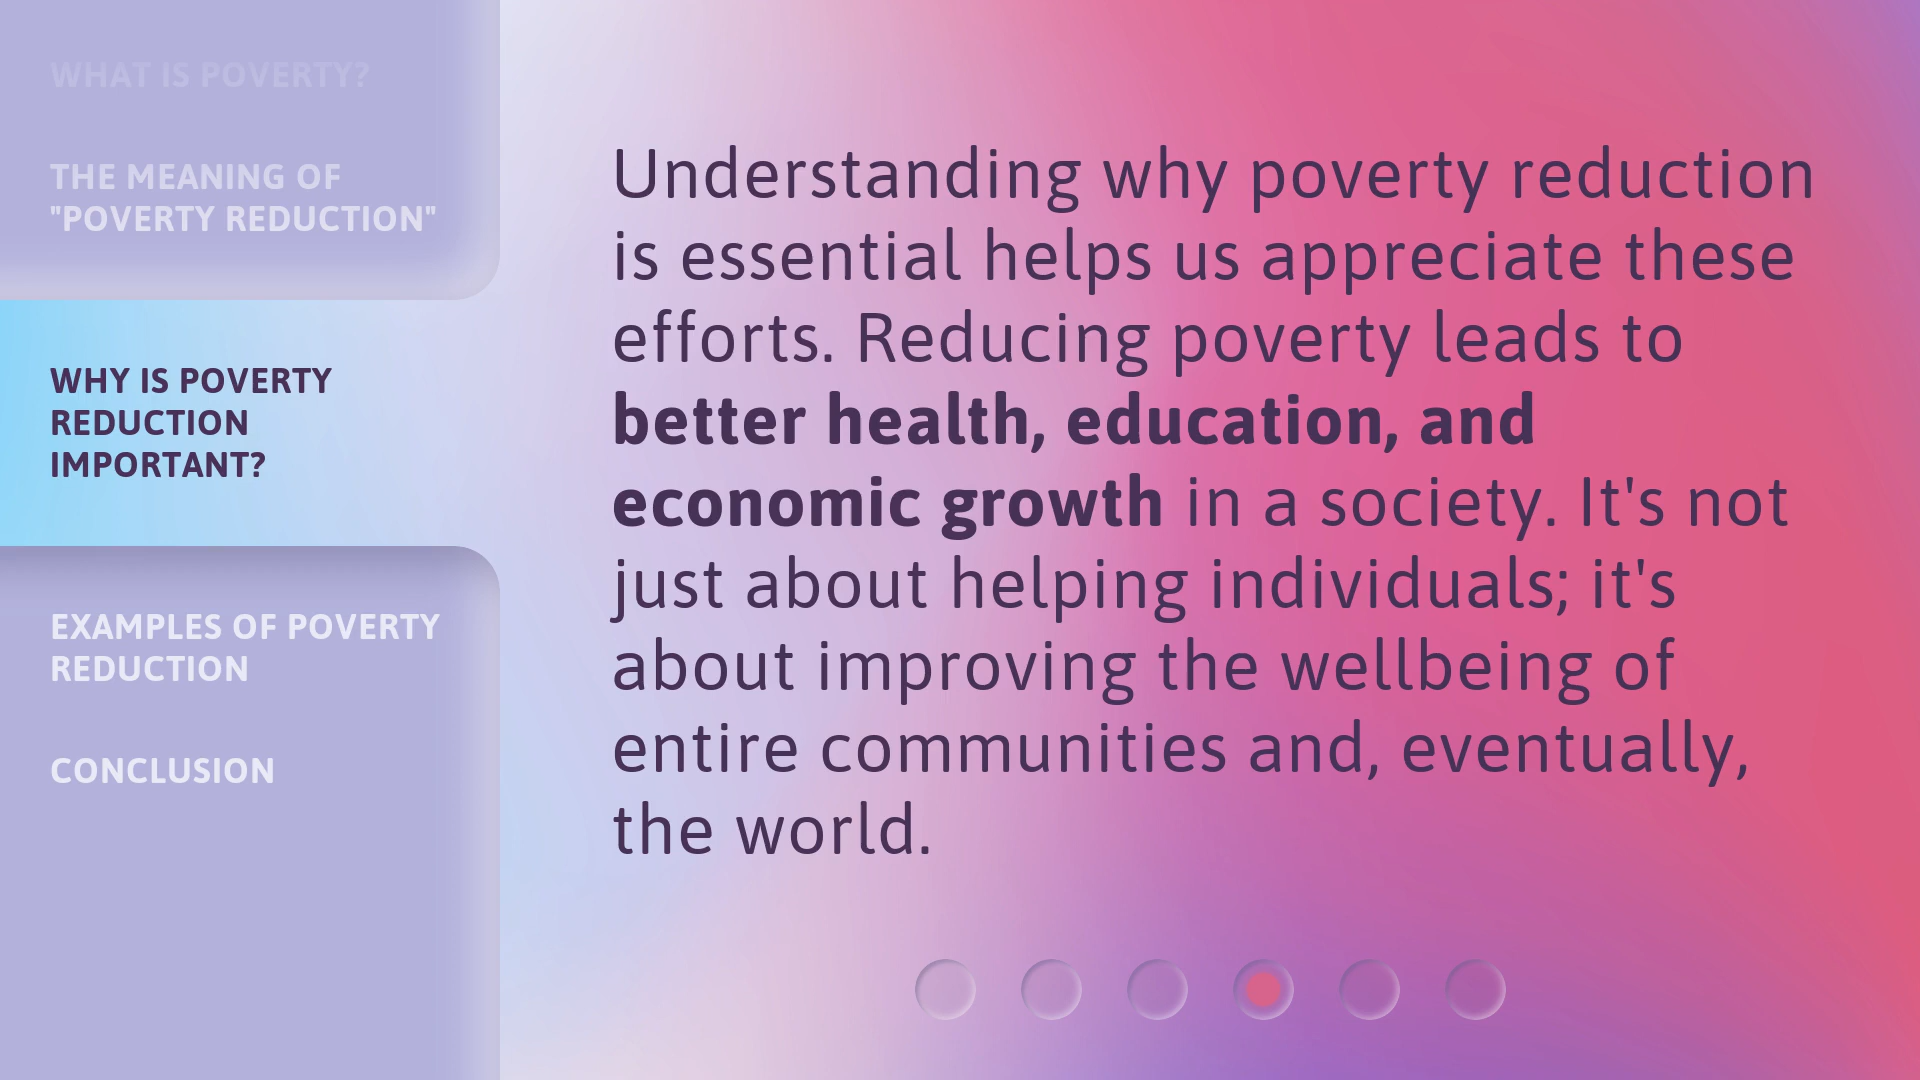 WHAT IS POVERTY?
THE MEANING OF
"POVERTY REDUCTION"
WHY IS POVERTY
REDUCTION
IMPORTANT?
EXAMPLES OF POVERTY
REDUCTION
CONCLUSION
Understanding why poverty reduction
is essential helps us appreciate these
efforts. Reducing poverty leads to
better health, education, and
economic growth in a society. It's not
just about helping individuals; it's
about improving the wellbeing of
entire communities and, eventually,
the world.